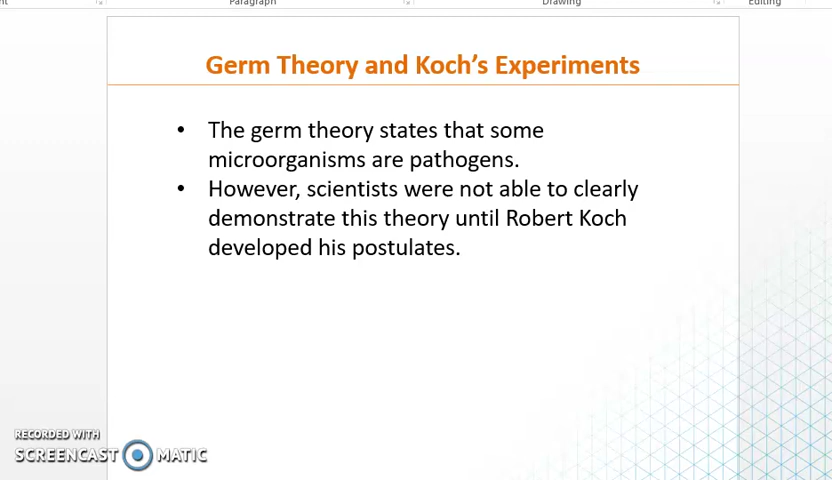 Paragraph
Drawing
Editing
Germ Theory and Koch's Experiments
• The germ theory states that some
microorganisms are pathogens.
• However, scientists were not able to clearly
demonstrate this theory until Robert Koch
developed his postulates.
RECORDED WITH
SCREENCAST MATIC